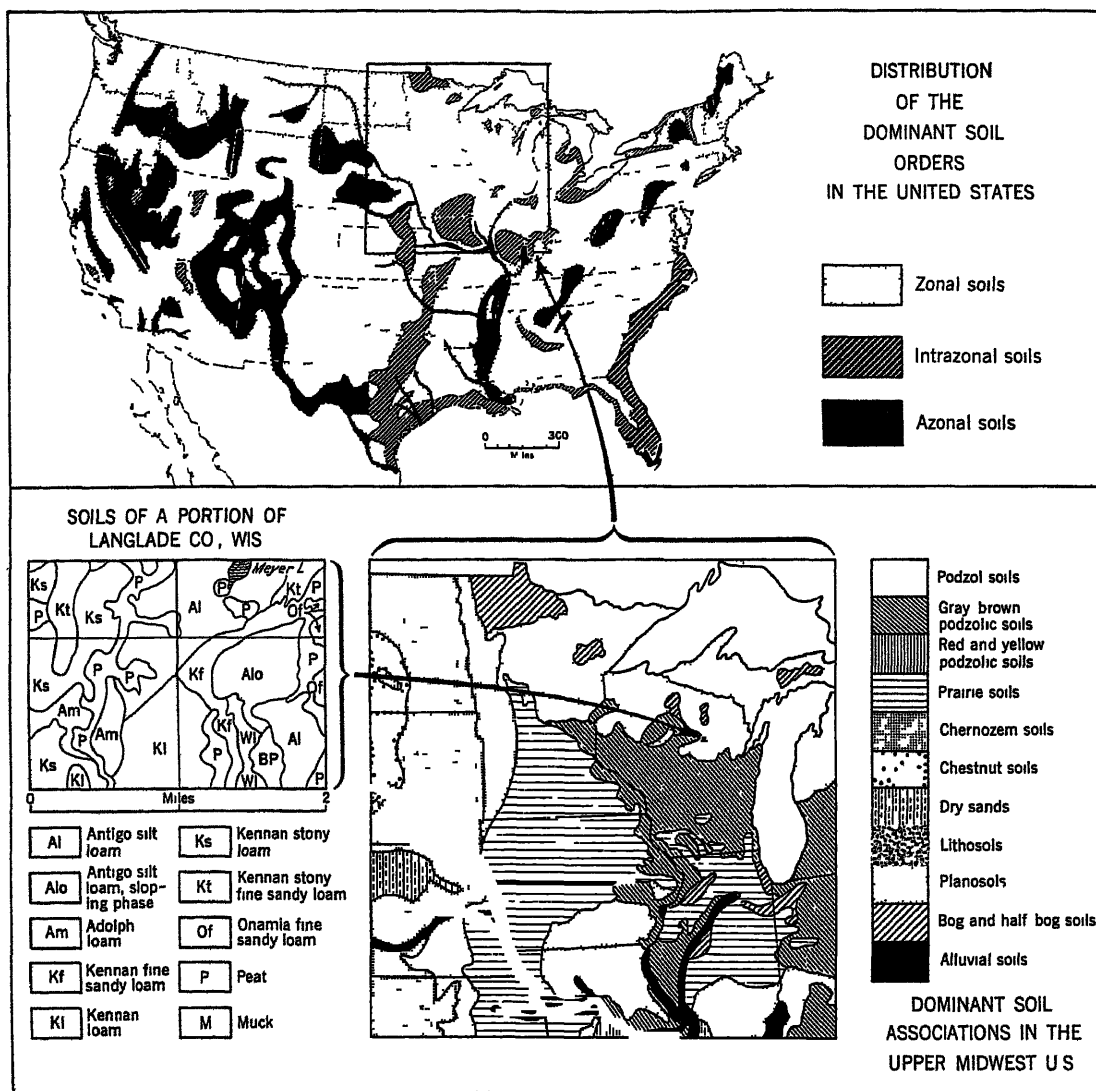 DISTRIBUTION
OF THE
DOMINANT SOIL
ORDERS
IN THE UNITED STATES
Zonal soils
Intrazonal soils
Azonal soils
0 300
Miles
SOILS OF A PORTION OF
LANGLADE CO, WIS
Meyer L
Ks
Kt
Ks
P
P
Al
P
P
Kt
P
Of
Ks
P
P
Kf
Alo
P
Of
Am
P
Am
Kl
Kf
Wl
Al
P
BP
Ks
Kl
Wl
P
0 Miles 2
Al Antigo silt
loam
Alo Antigo silt
loam, slop-
ing phase
Am Adolph
loam
Kf Kennan fine
sandy loam
Kl Kennan
loam
Ks Kennan stony
loam
Kt Kennan stony
fine sandy loam
Of Onamia fine
sandy loam
P Peat
M Muck
Podzol soils
Gray brown
podzolic soils
Red and yellow
podzolic soils
Prairie soils
Chernozem soils
Chestnut soils
Dry sands
Lithosols
Planosols
Bog and half bog soils
Alluvial soils
DOMINANT SOIL
ASSOCIATIONS IN THE
UPPER MIDWEST U S